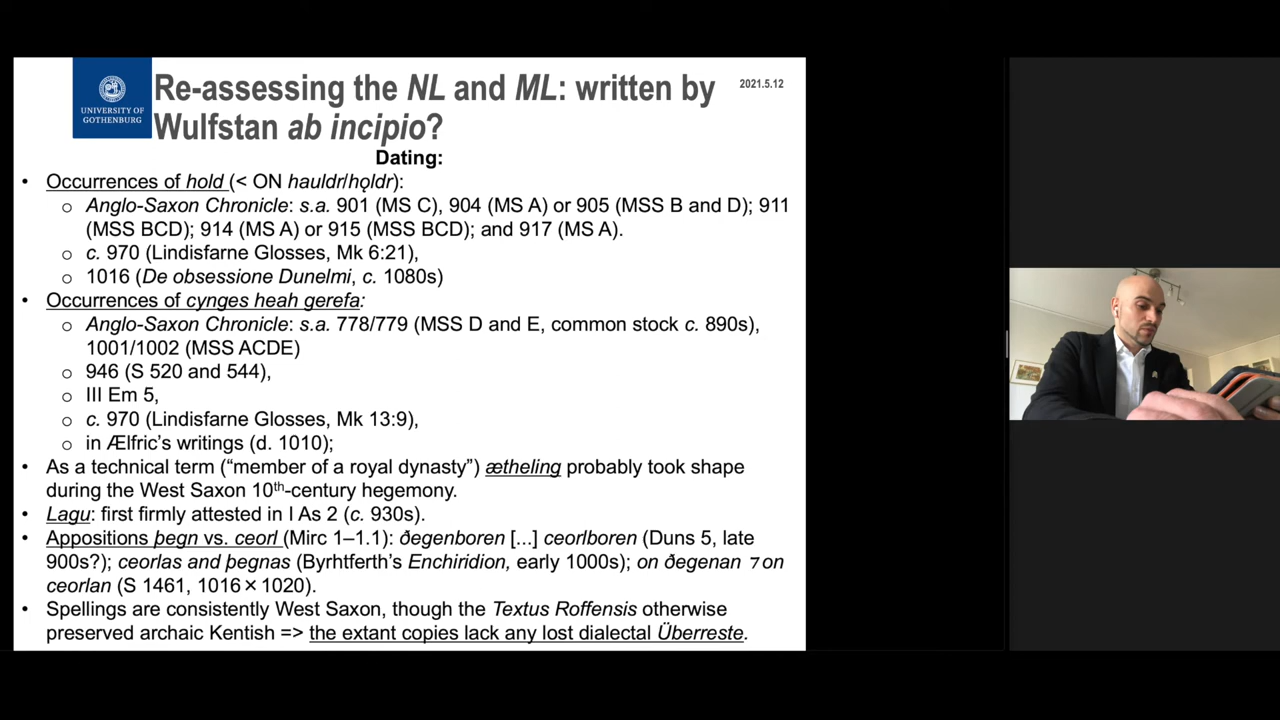 UNIVERSITY OF
GOTHENBURG
Re-assessing the NL and ML: written by
Wulfstan ab incipio?
2021.5.12
Dating:
• Occurrences of hold (< ON hauldr/hǫldr):
o Anglo-Saxon Chronicle: s.a. 901 (MS C), 904 (MS A) or 905 (MSS B and D); 911
(MSS BCD); 914 (MS A) or 915 (MSS BCD); and 917 (MS A).
o c. 970 (Lindisfarne Glosses, Mk 6:21),
o 1016 (De obsessione Dunelmi, c. 1080s)
• Occurrences of cynges heah gerefa:
o Anglo-Saxon Chronicle: s.a. 778/779 (MSS D and E, common stock c. 890s),
1001/1002 (MSS ACDE)
o 946 (S 520 and 544),
o III Em 5,
o c. 970 (Lindisfarne Glosses, Mk 13:9),
o in Ælfric’s writings (d. 1010);
• As a technical term (“member of a royal dynasty”) ætheling probably took shape
during the West Saxon 10th-century hegemony.
• Lagu: first firmly attested in I As 2 (c. 930s).
• Appositions þegn vs. ceorl (Mirc 1–1.1): ðegenboren [...] ceorlboren (Duns 5, late
900s?); ceorlas and þegnas (Byrhtferth’s Enchiridion, early 1000s); on ðegenan ⁊ on
ceorlan (S 1461, 1016 × 1020).
• Spellings are consistently West Saxon, though the Textus Roffensis otherwise
preserved archaic Kentish => the extant copies lack any lost dialectal Überreste.